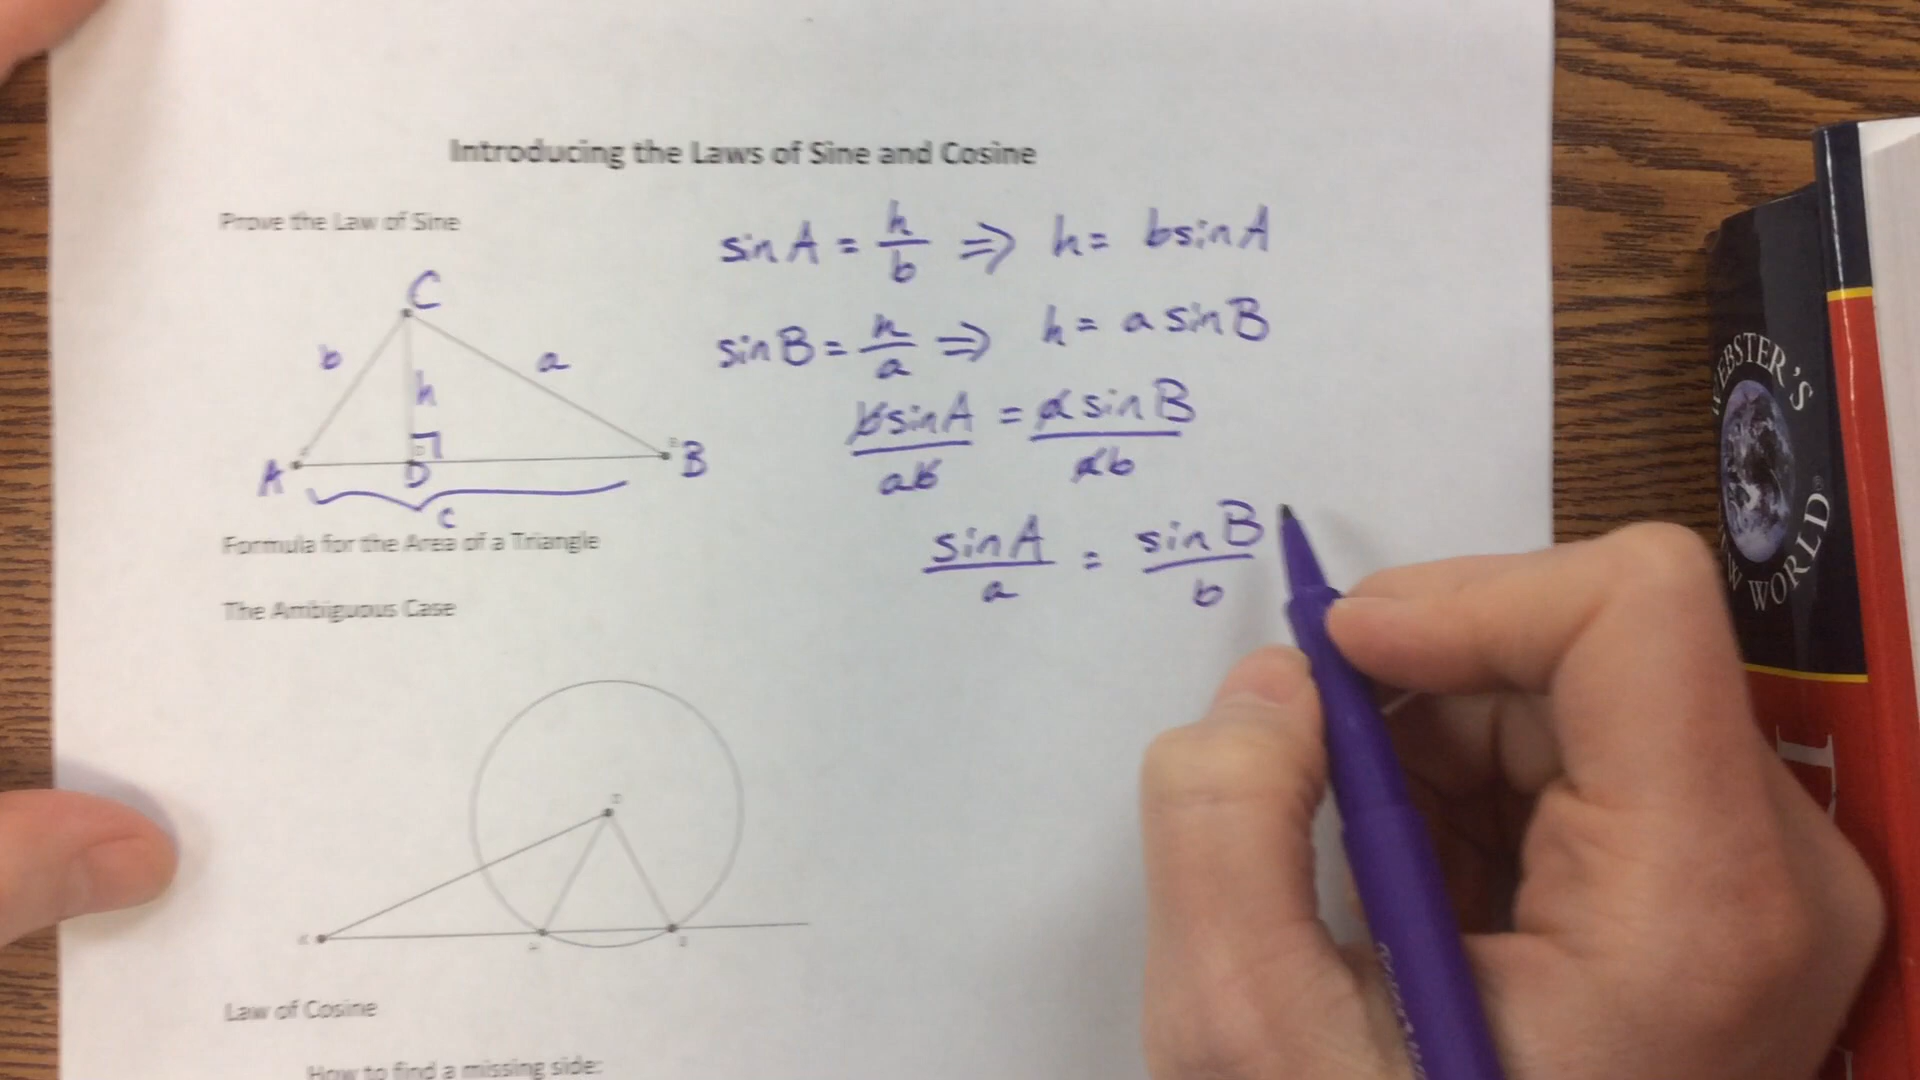 Introducing the Laws of Sine and Cosine
Prove the Law of Sine
sin A = h/b ⇒ h = b sin A
sin B = h/a ⇒ h = a sin B
b sin A/ab = a sin B/ab
sin A/a = sin B/b
C
b
a
h
A
D
B
c
Formula for the Area of a Triangle
The Ambiguous Case
Law of Cosine
How to find a missing side:
WEBSTER'S
NEW WORLD